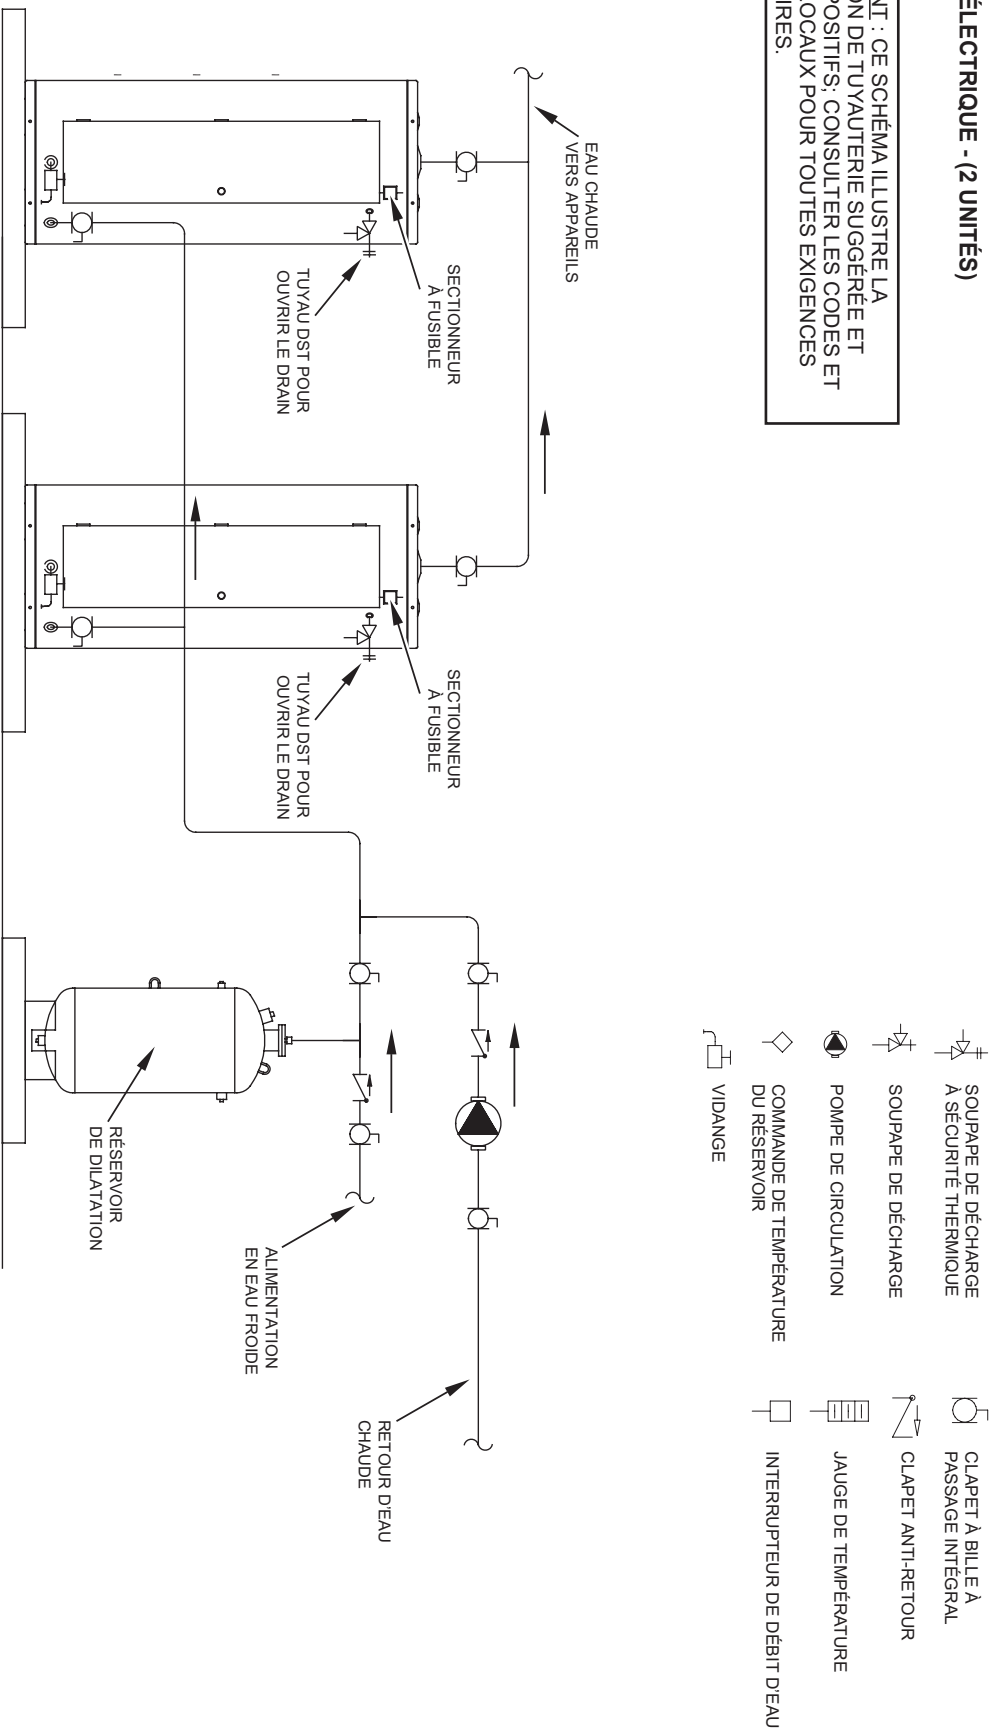 ÉLECTRIQUE - (2 UNITÉS)
NT : CE SCHÉMA ILLUSTRE LA
ON DE TUYAUTERIE SUGGÉRÉE ET
POSITIFS; CONSULTER LES CODES ET
LOCAUX POUR TOUTES EXIGENCES
IRES.
SOUPAPE DE DÉCHARGE
À SÉCURITÉ THERMIQUE
SOUPAPE DE DÉCHARGE
POMPE DE CIRCULATION
COMMANDE DE TEMPÉRATURE
DU RÉSERVOIR
VIDANGE
CLAPET À BILLE À
PASSAGE INTÉGRAL
CLAPET ANTI-RETOUR
JAUGE DE TEMPÉRATURE
INTERRUPTEUR DE DÉBIT D'EAU
EAU CHAUDE
VERS APPAREILS
SECTIONNEUR
À FUSIBLE
TUYAU DST POUR
OUVRIR LE DRAIN
SECTIONNEUR
À FUSIBLE
TUYAU DST POUR
OUVRIR LE DRAIN
RETOUR D'EAU
CHAUDE
ALIMENTATION
EN EAU FROIDE
RÉSERVOIR
DE DILATATION